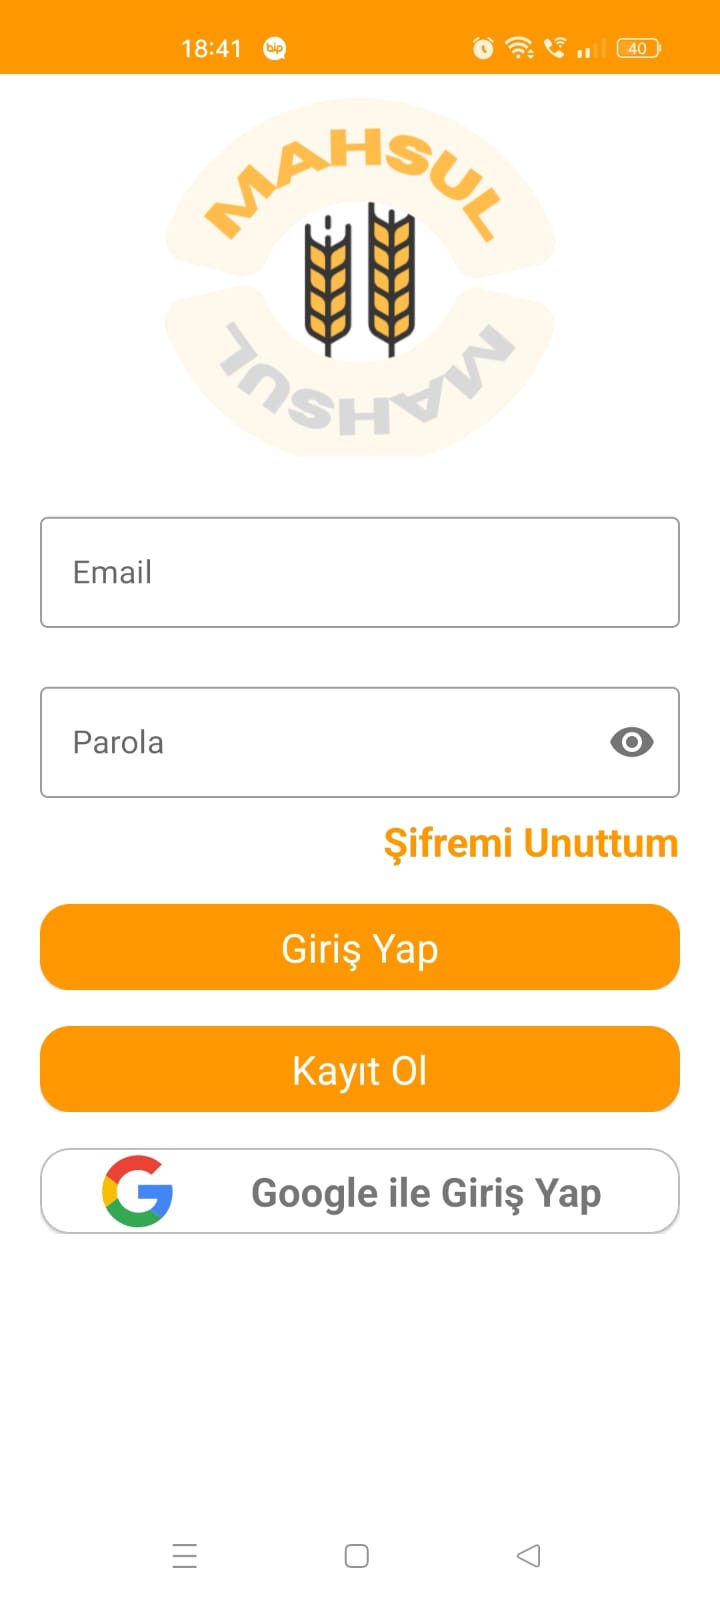 18:41 bip 40
MAHSUL
MAHSUL
Email
Parola
Şifremi Unuttum
Giriş Yap
Kayıt Ol
G Google ile Giriş Yap